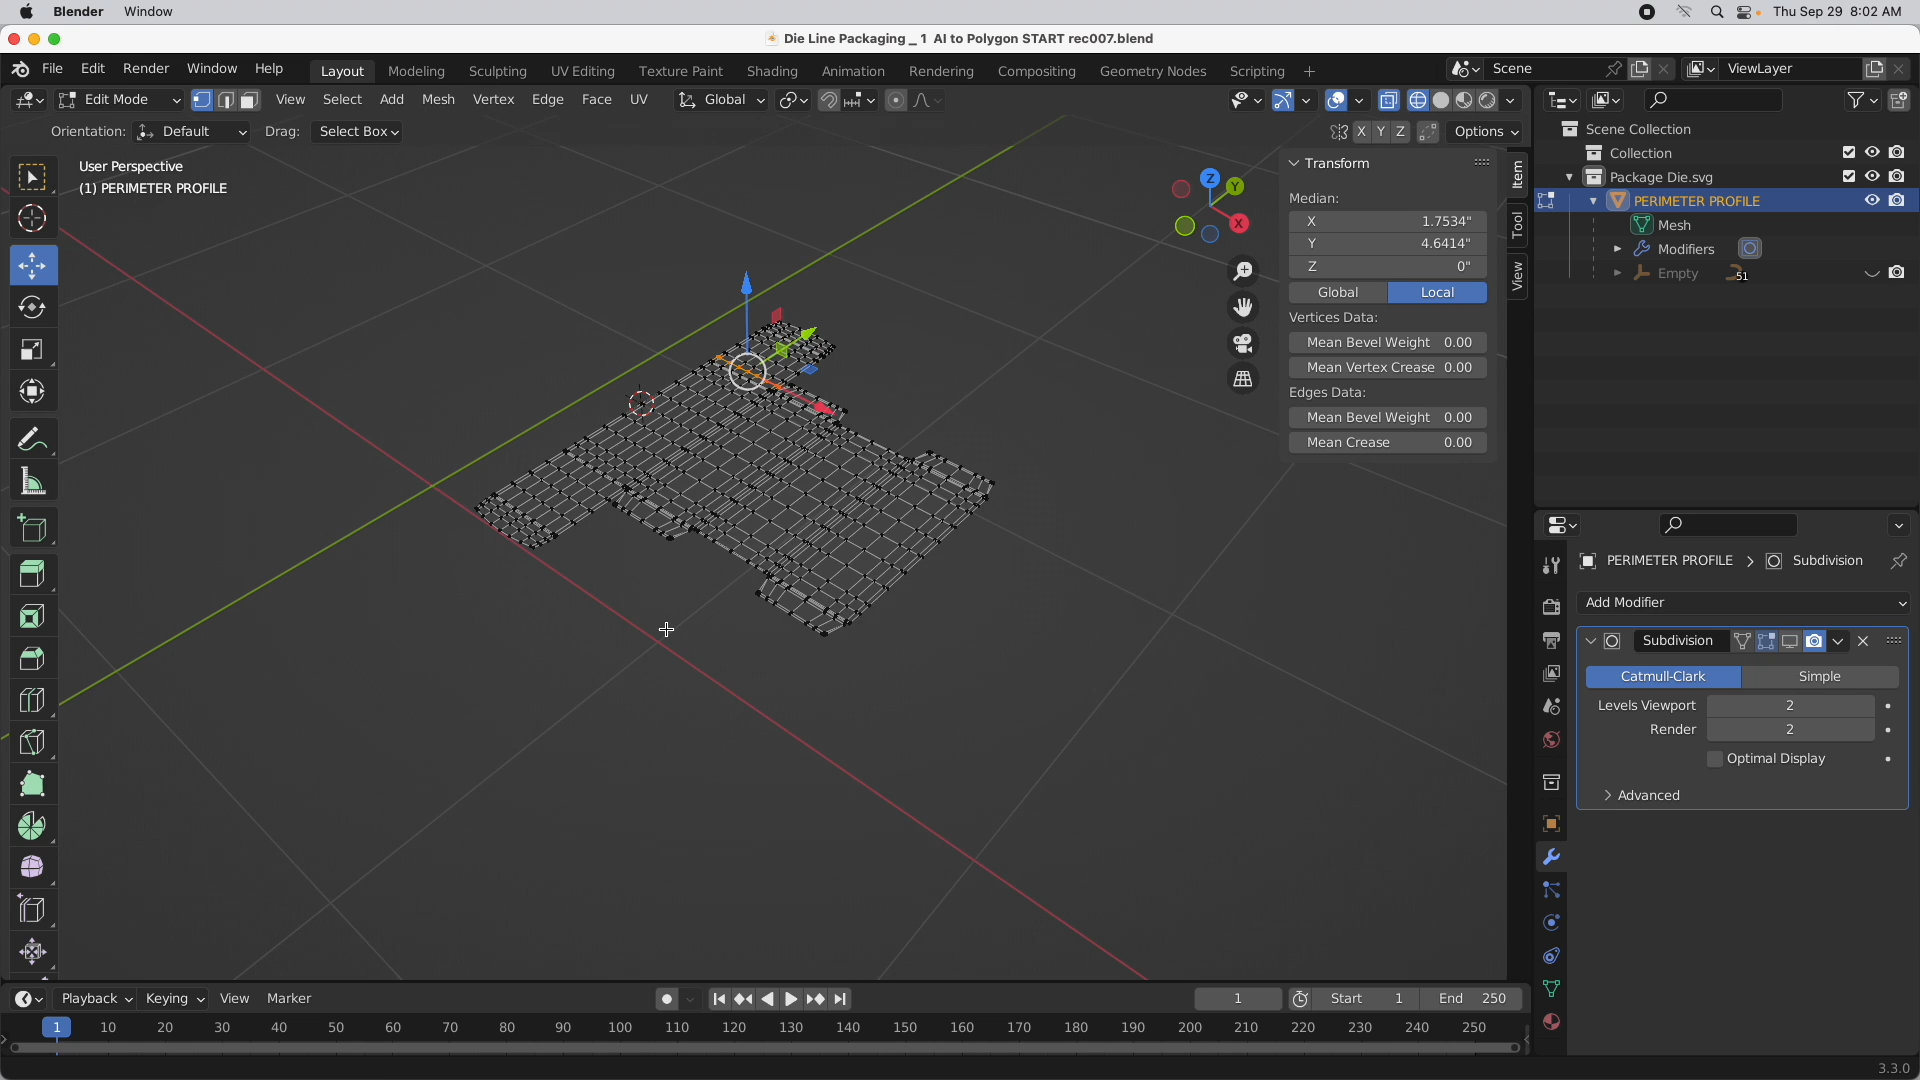 Blender Window Thu Sep 29 8:02 AM
Die Line Packaging _ 1 AI to Polygon START rec007.blend
File Edit Render Window Help Layout Modeling Sculpting UV Editing Texture Paint Shading Animation Rendering Compositing Geometry Nodes Scripting + Scene ViewLayer
Edit Mode View Select Add Mesh Vertex Edge Face UV Global
Orientation: Default Drag: Select Box X Y Z Options
User Perspective
(1) PERIMETER PROFILE
Z
Y
X
Transform
Median:
X 1.7534"
Y 4.6414"
Z 0"
Global Local
Vertices Data:
Mean Bevel Weight 0.00
Mean Vertex Crease 0.00
Edges Data:
Mean Bevel Weight 0.00
Mean Crease 0.00
Item
Tool
View
Scene Collection
Collection
Package Die.svg
PERIMETER PROFILE
Mesh
Modifiers
Empty 51
PERIMETER PROFILE > Subdivision
Add Modifier
Subdivision
Catmull-Clark Simple
Levels Viewport 2
Render 2
Optimal Display
Advanced
Playback Keying View Marker 1 Start 1 End 250
1 10 20 30 40 50 60 70 80 90 100 110 120 130 140 150 160 170 180 190 200 210 220 230 240 250
3.3.0